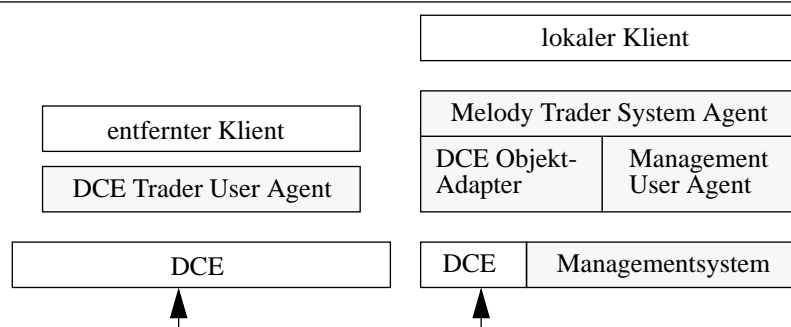 lokaler Klient
entfernter Klient
Melody Trader System Agent
DCE Objekt-
Adapter
Management
User Agent
DCE Trader User Agent
DCE
DCE
Managementsystem